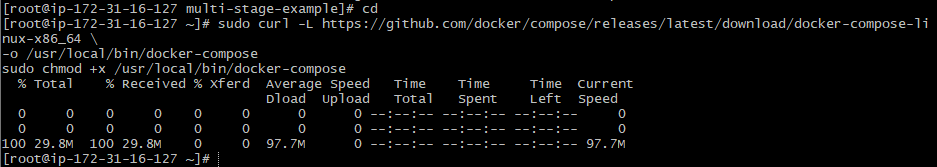 [root@ip-172-31-16-127 multi-stage-example]# cd
[root@ip-172-31-16-127 ~]# sudo curl -L https://github.com/docker/compose/releases/latest/download/docker-compose-li
nux-x86_64 \
-o /usr/local/bin/docker-compose
sudo chmod +x /usr/local/bin/docker-compose
  % Total    % Received % Xferd  Average Speed   Time    Time     Time  Current
                                 Dload  Upload   Total   Spent    Left  Speed
  0     0    0     0    0     0      0      0 --:--:-- --:--:-- --:--:--     0
  0     0    0     0    0     0      0      0 --:--:-- --:--:-- --:--:--     0
100 29.8M  100 29.8M    0     0  97.7M      0 --:--:-- --:--:-- --:--:-- 97.7M
[root@ip-172-31-16-127 ~]#